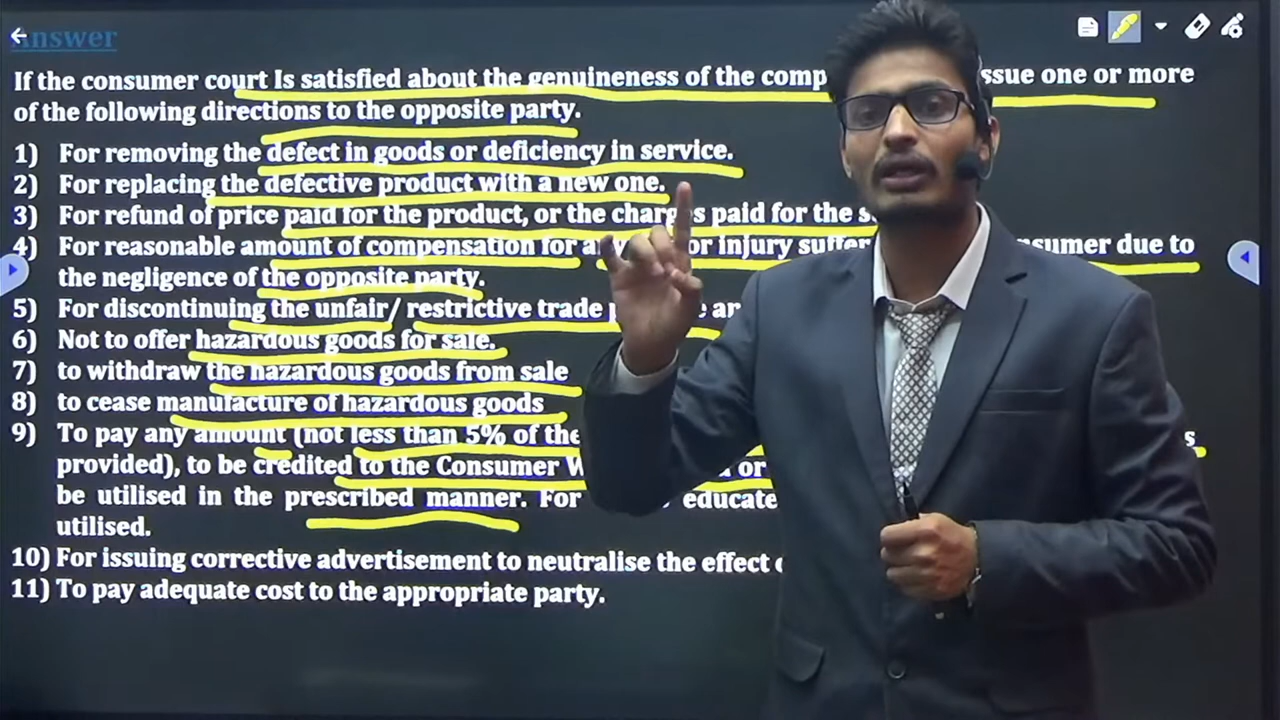 Answer
If the consumer court Is satisfied about the genuineness of the comp ssue one or more
of the following directions to the opposite party.
1) For removing the defect in goods or deficiency in service.
2) For replacing the defective product with a new one.
3) For refund of price paid for the product, or the charges paid for the s
4) For reasonable amount of compensation for a or injury suffer nsumer due to
the negligence of the opposite party.
5) For discontinuing the unfair/ restrictive trade p e ar
6) Not to offer hazardous goods for sale.
7) to withdraw the hazardous goods from sale
8) to cease manufacture of hazardous goods
9) To pay any amount (not less than 5% of the s
provided), to be credited to the Consumer W or
be utilised in the prescribed manner. For educate
utilised.
10) For issuing corrective advertisement to neutralise the effect
11) To pay adequate cost to the appropriate party.